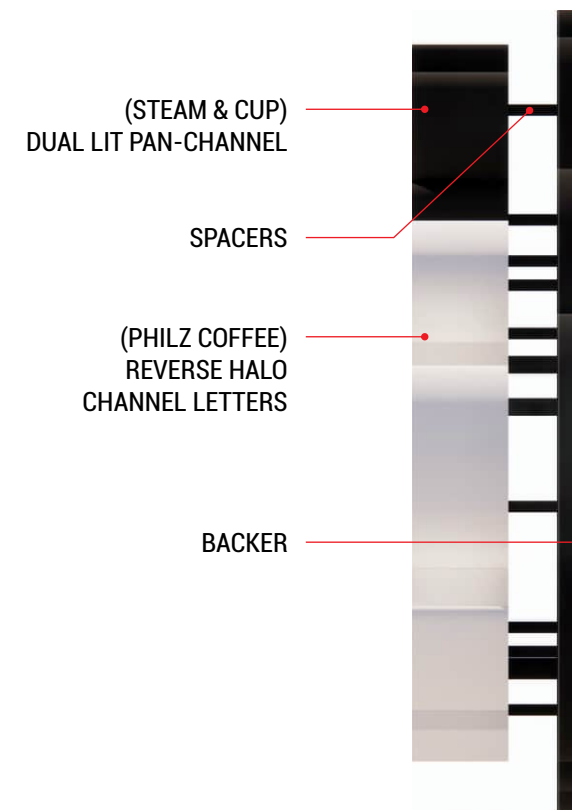 (STEAM & CUP)
DUAL LIT PAN-CHANNEL
SPACERS
(PHILZ COFFEE)
REVERSE HALO
CHANNEL LETTERS
BACKER